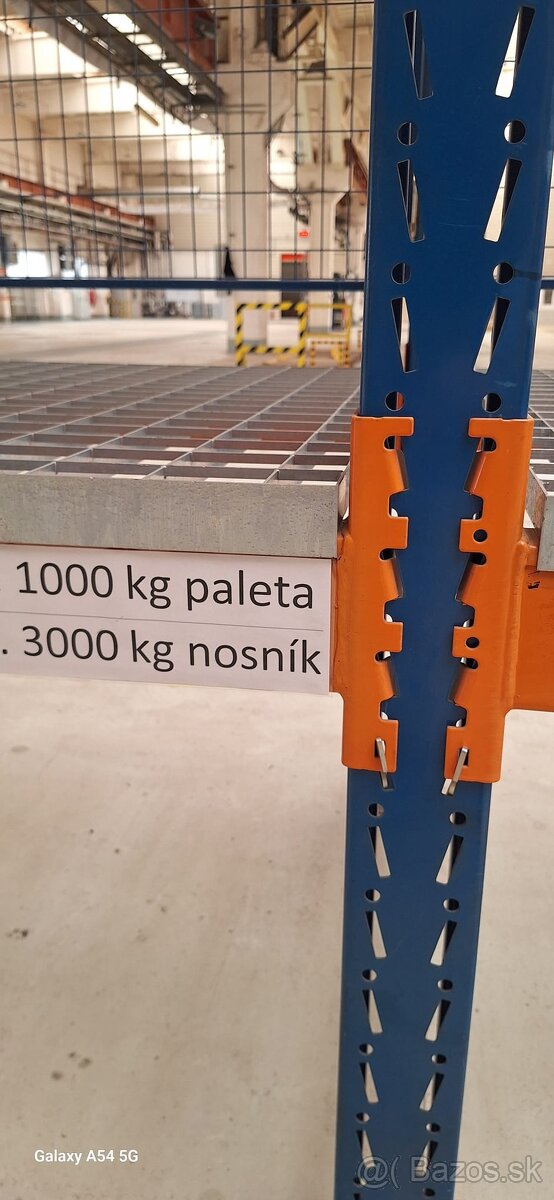 . 1000 kg paleta
. 3000 kg nosník
Galaxy A54 5G
@( Bazos.sk